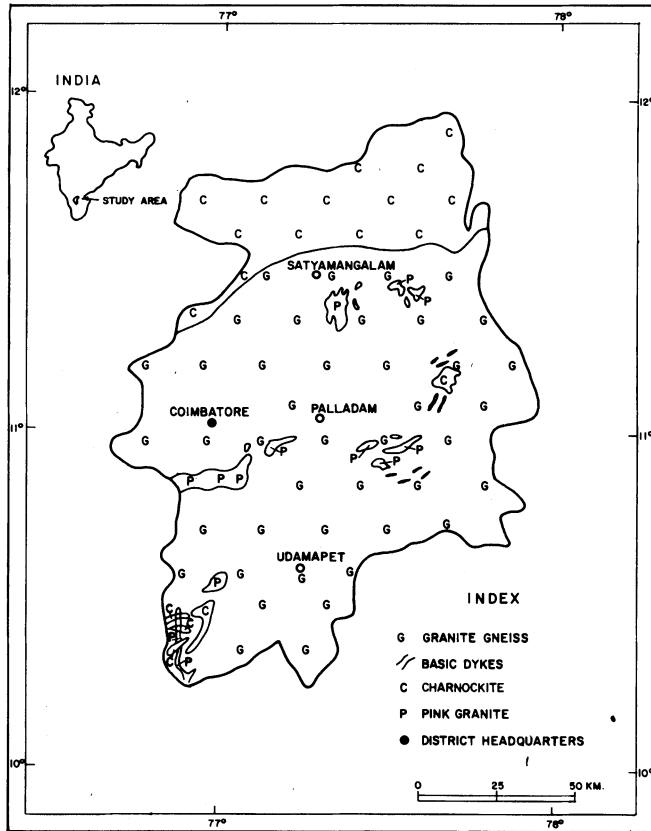 77°
78°
INDIA
12°
12°
STUDY AREA
C
C C
C C C C C
C C C C
SATYAMANGALAM
C G G G G
P P
P
C G G G G G
G G G G G G G
C
COIMBATORE
G
PALLADAM
G G
11°
11°
G G G G G G
P P P
P
P P P
G G G G
G G G G G
UDAMAPET
G G G G
P
C C G G
C
P
G G
C P
INDEX
G GRANITE GNEISS
BASIC DYKES
C CHARNOCKITE
P PINK GRANITE
DISTRICT HEADQUARTERS
10°
10°
0 25 50 KM.
77°
78°